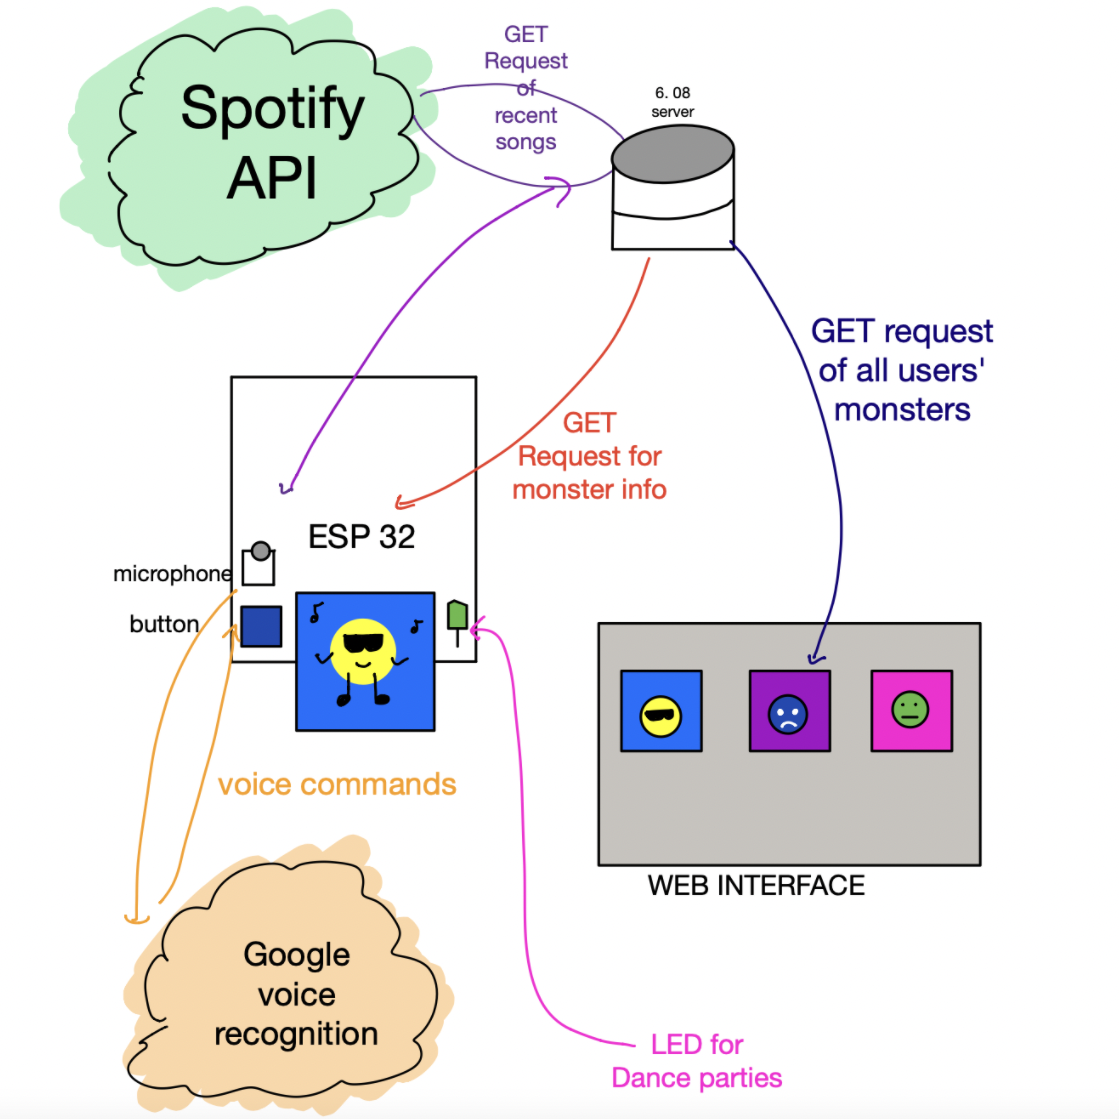 GET
Request
of
recent
songs
Spotify
API
6. 08
server
GET request
of all users'
monsters
GET
Request for
monster info
ESP 32
microphone
button
voice commands
WEB INTERFACE
Google
voice
recognition
LED for
Dance parties